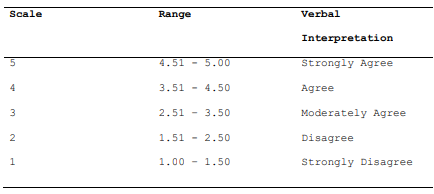 Scale Range Verbal
Interpretation
5 4.51 – 5.00 Strongly Agree
4 3.51 – 4.50 Agree
3 2.51 – 3.50 Moderately Agree
2 1.51 – 2.50 Disagree
1 1.00 – 1.50 Strongly Disagree